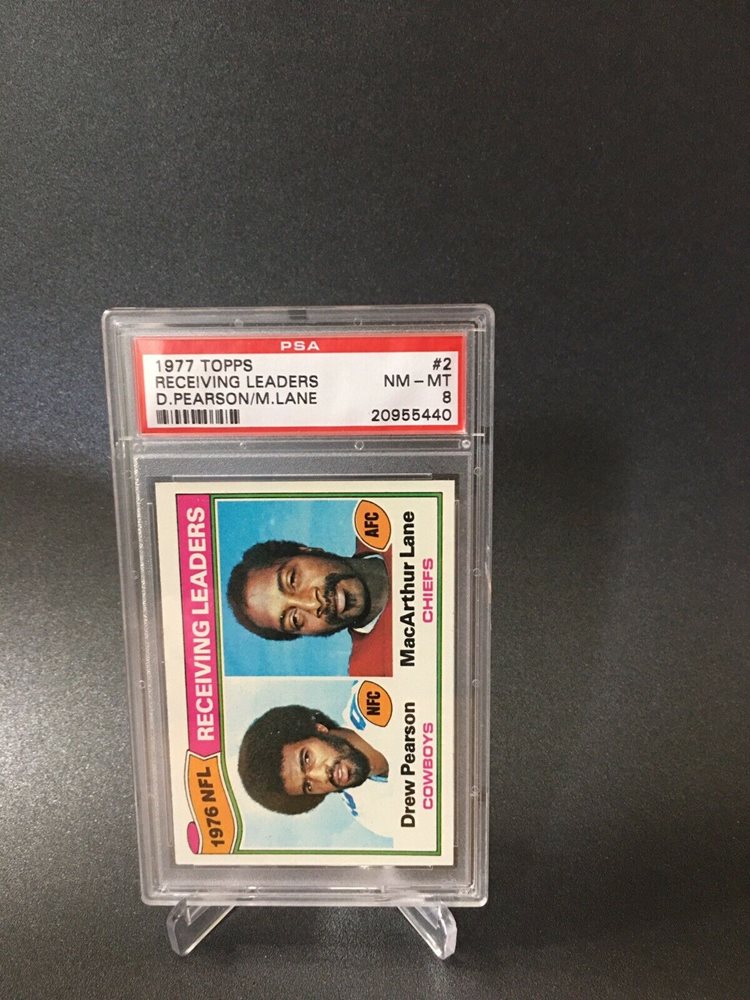 PSA
1977 TOPPS #2
RECEIVING LEADERS NM - MT
D.PEARSON/M.LANE 8
20955440
1976 NFL RECEIVING LEADERS
NFC
AFC
Drew Pearson
COWBOYS
MacArthur Lane
CHIEFS